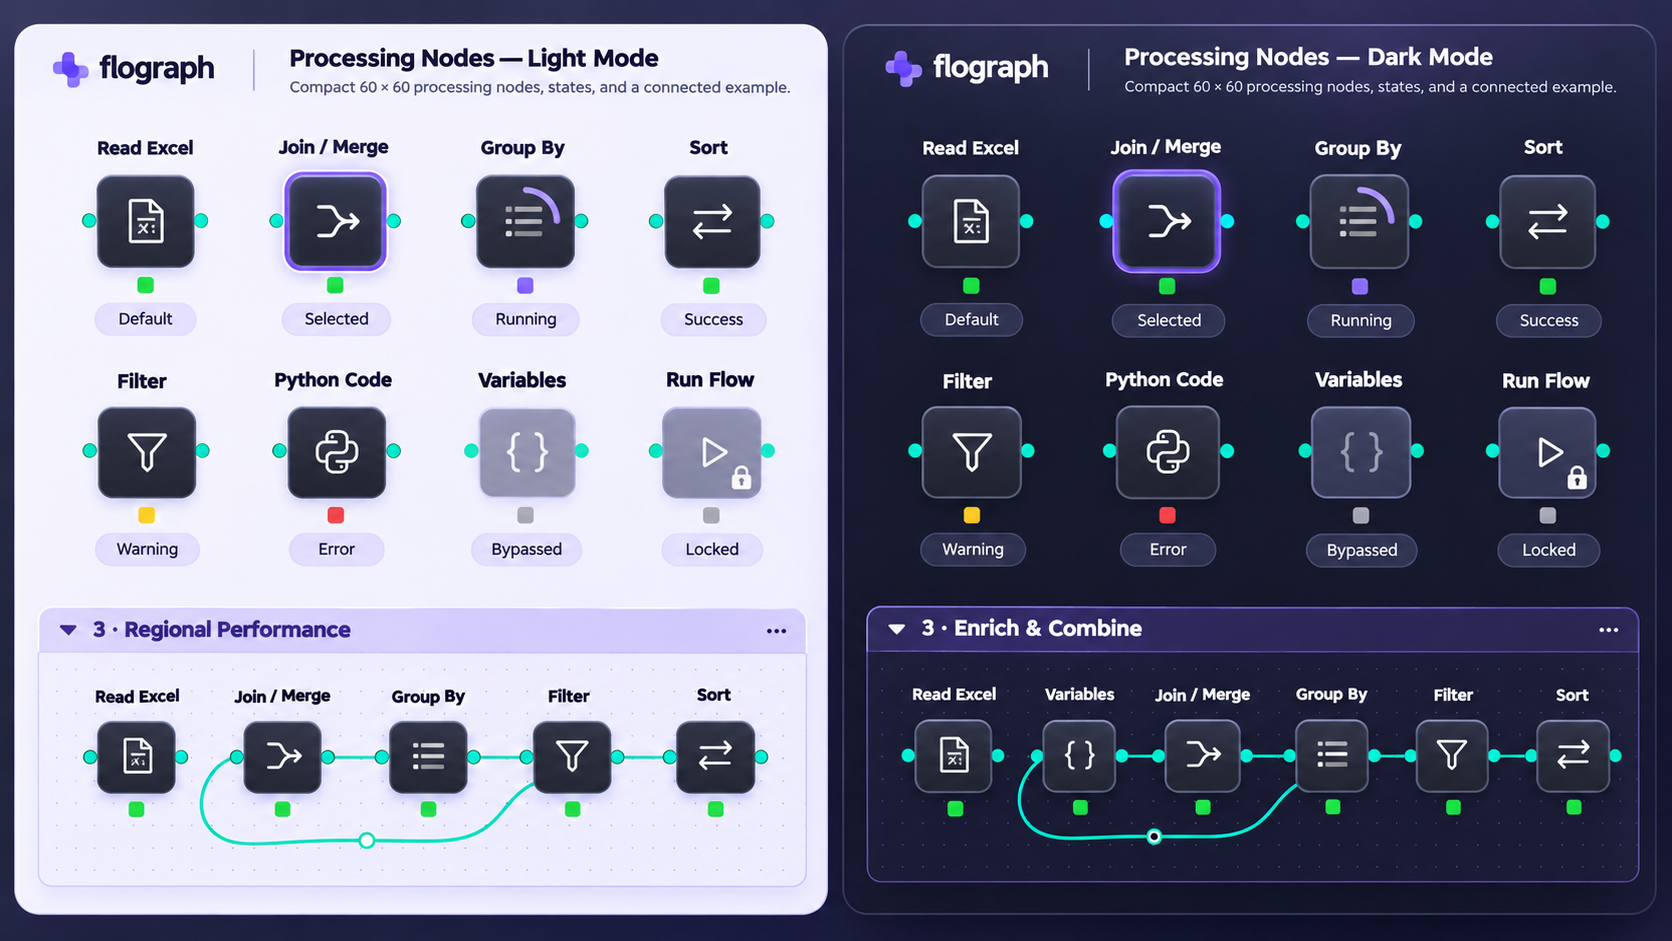 flograph
Processing Nodes — Light Mode
Compact 60 × 60 processing nodes, states, and a connected example.
Read Excel
Join / Merge
Group By
Sort
Default
Selected
Running
Success
Filter
Python Code
Variables
Run Flow
{ }
Warning
Error
Bypassed
Locked
3 · Regional Performance
Read Excel
Join / Merge
Group By
Filter
Sort
flograph
Processing Nodes — Dark Mode
Compact 60 × 60 processing nodes, states, and a connected example.
Read Excel
Join / Merge
Group By
Sort
Default
Selected
Running
Success
Filter
Python Code
Variables
Run Flow
{ }
Warning
Error
Bypassed
Locked
3 · Enrich & Combine
Read Excel
Variables
Join / Merge
Group By
Filter
Sort
{ }